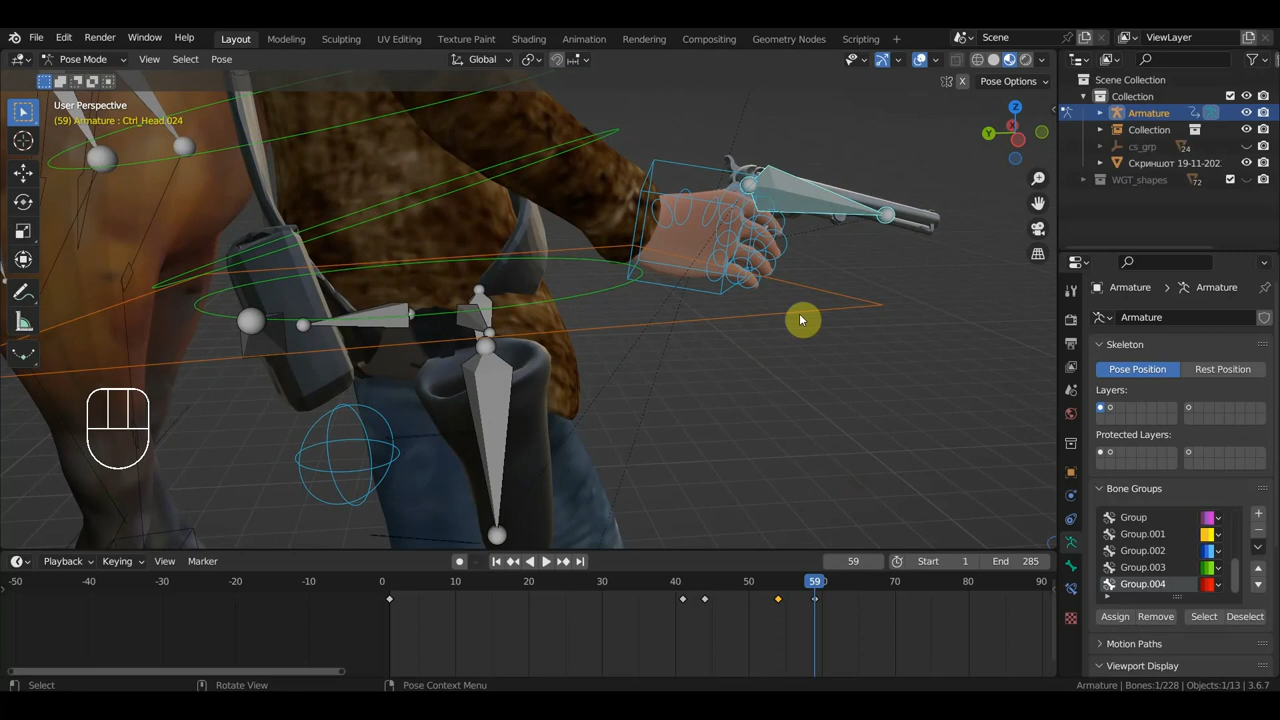 File Edit Render Window Help Layout Modeling Sculpting UV Editing Texture Paint Shading Animation Rendering Compositing Geometry Nodes Scripting + Scene ViewLayer
Pose Mode View Select Pose Global
X Pose Options
User Perspective
(59) Armature : Ctrl_Head 024
Z
Y
X
Scene Collection
Collection
Armature
Collection
cs_grp 24
Скриншот 19-11-202
WGT_shapes 72
Armature > Armature
Armature
Skeleton
Pose Position Rest Position
Layers:
Protected Layers:
Bone Groups
Group
Group.001
Group.002
Group.003
Group.004
Assign Remove Select Deselect
Motion Paths
Viewport Display
Playback Keying View Marker 59 Start 1 End 285
-50 -40 -30 -20 -10 0 10 20 30 40 50 59 70 80 90
Select Rotate View Pose Context Menu Armature | Bones:1/228 | Objects:1/13 | 3.6.7